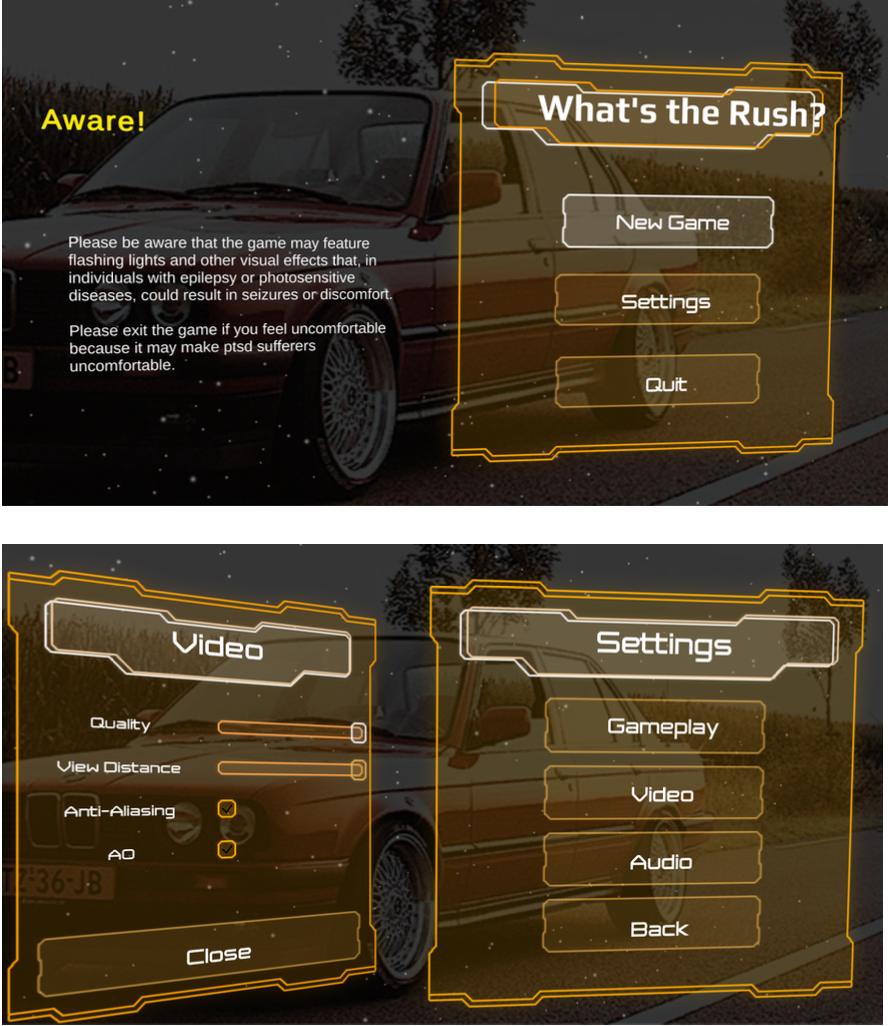 Aware!
What's the Rush?
Please be aware that the game may feature
flashing lights and other visual effects that, in
individuals with epilepsy or photosensitive
diseases, could result in seizures or discomfort.
Please exit the game if you feel uncomfortable
because it may make ptsd sufferers
uncomfortable.
New Game
Settings
Quit
Video
Quality
View Distance
Anti-Aliasing
AO
Close
Settings
Gameplay
Video
Audio
Back